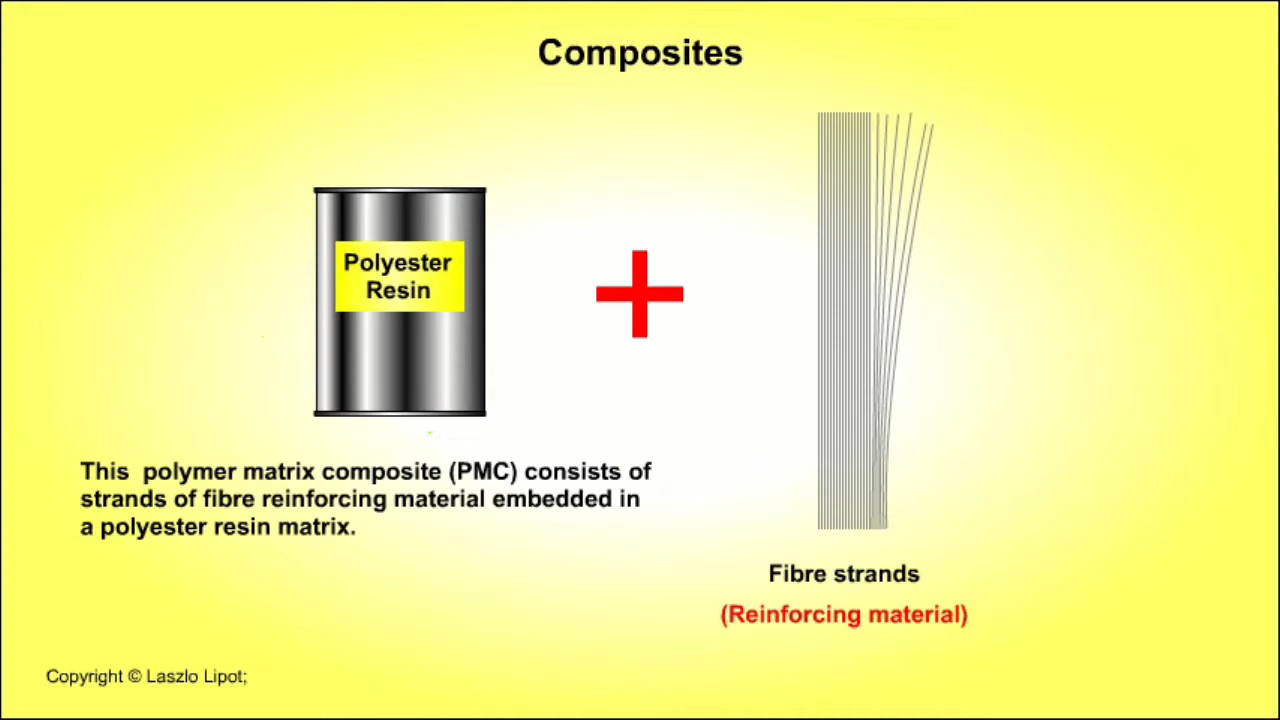 Composites
Polyester
Resin
This  polymer matrix composite (PMC) consists of
strands of fibre reinforcing material embedded in
a polyester resin matrix.
Fibre strands
(Reinforcing material)
Copyright © Laszlo Lipot;